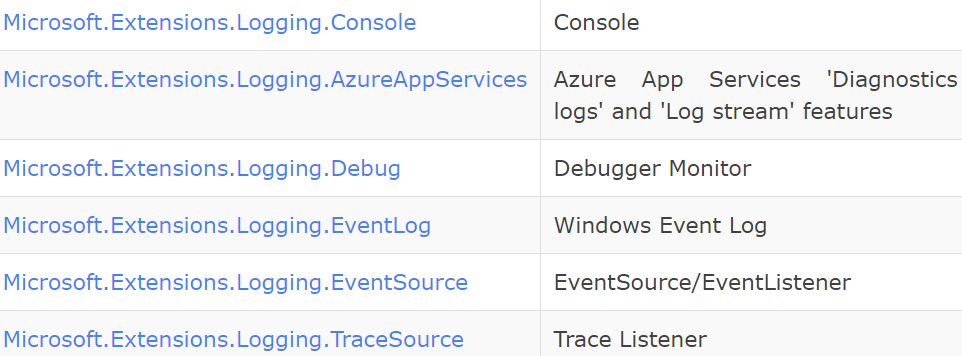 Microsoft.Extensions.Logging.Console Console
Microsoft.Extensions.Logging.AzureAppServices Azure App Services 'Diagnostics
logs' and 'Log stream' features
Microsoft.Extensions.Logging.Debug Debugger Monitor
Microsoft.Extensions.Logging.EventLog Windows Event Log
Microsoft.Extensions.Logging.EventSource EventSource/EventListener
Microsoft.Extensions.Logging.TraceSource Trace Listener